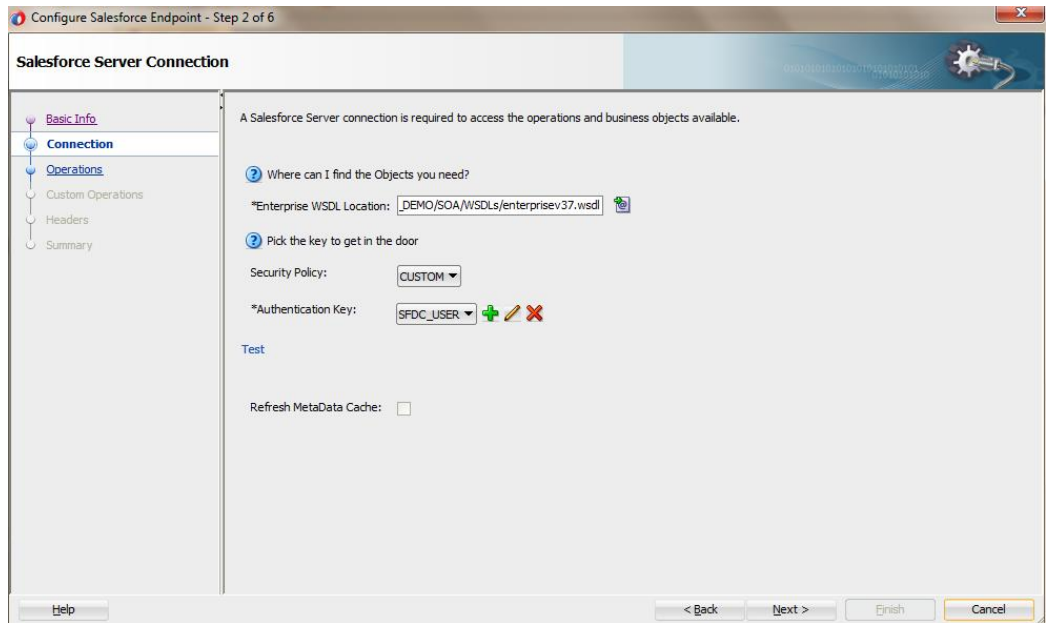 Configure Salesforce Endpoint - Step 2 of 6
Salesforce Server Connection
Basic Info
Connection
Operations
Custom Operations
Headers
Summary
A Salesforce Server connection is required to access the operations and business objects available.
Where can I find the Objects you need?
*Enterprise WSDL Location: _DEMO/SOA/WSDLs/enterprisev37.wsdl
Pick the key to get in the door
Security Policy: CUSTOM
*Authentication Key: SFDC_USER
Test
Refresh MetaData Cache:
Help < Back Next > Finish Cancel